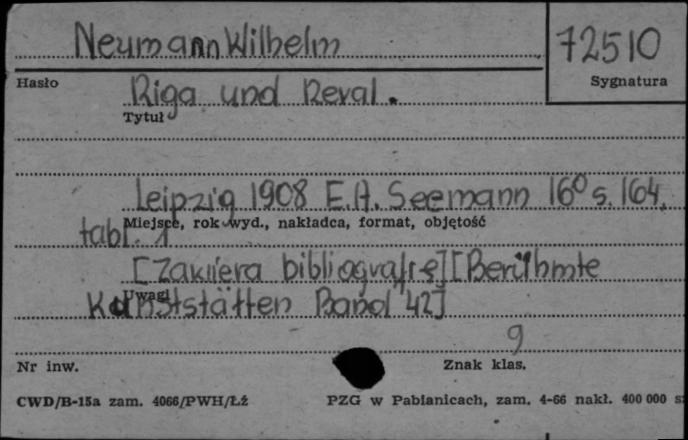 Neumann Wilhelm
72510
Hasło
Sygnatura
Riga und Reval.
Tytuł
Leipzig 1908 E.A. Seemann 16⁰ s. 164,
Miejsce, rok wyd., nakładca, format, objętość
tabl. 1
[Zawiera bibliografię][Berühmte
Uwagi
Kunststätten Band 42]
9
Nr inw.
Znak klas.
CWD/B-15a zam. 4066/PWH/Łż
PZG w Pabianicach, zam. 4-66 nakł. 400 000 s